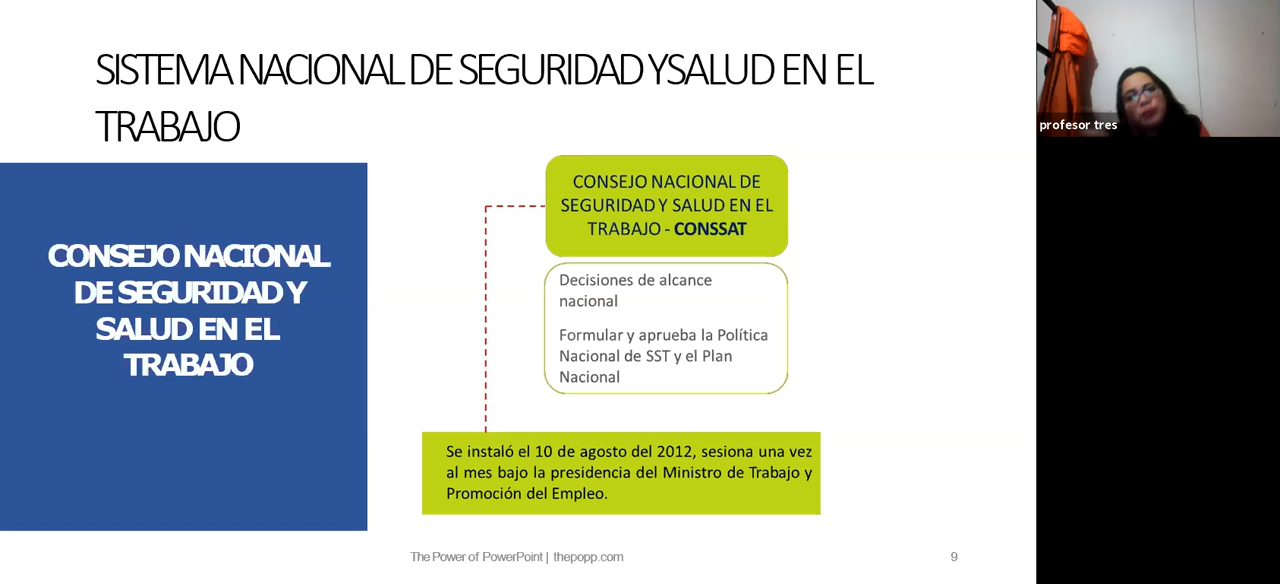 SISTEMA NACIONAL DE SEGURIDAD Y SALUD EN EL
TRABAJO
CONSEJO NACIONAL
DE SEGURIDAD Y
SALUD EN EL
TRABAJO
CONSEJO NACIONAL DE
SEGURIDAD Y SALUD EN EL
TRABAJO - CONSSAT
Decisiones de alcance
nacional
Formular y aprueba la Política
Nacional de SST y el Plan
Nacional
Se instaló el 10 de agosto del 2012, sesiona una vez
al mes bajo la presidencia del Ministro de Trabajo y
Promoción del Empleo.
The Power of PowerPoint | thepopp.com
9
profesor tres